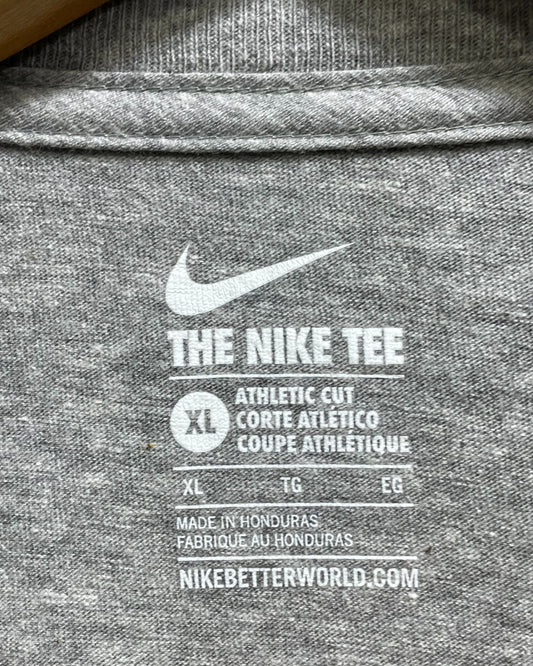 THE NIKE TEE
XL
ATHLETIC CUT
CORTE ATLÉTICO
COUPE ATHLÉTIQUE
XL TG EG
MADE IN HONDURAS
FABRIQUE AU HONDURAS
NIKEBETTERWORLD.COM